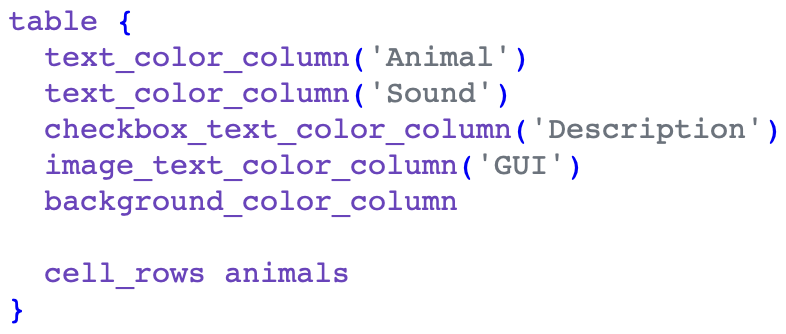 table {
  text_color_column('Animal')
  text_color_column('Sound')
  checkbox_text_color_column('Description')
  image_text_color_column('GUI')
  background_color_column

  cell_rows animals
}